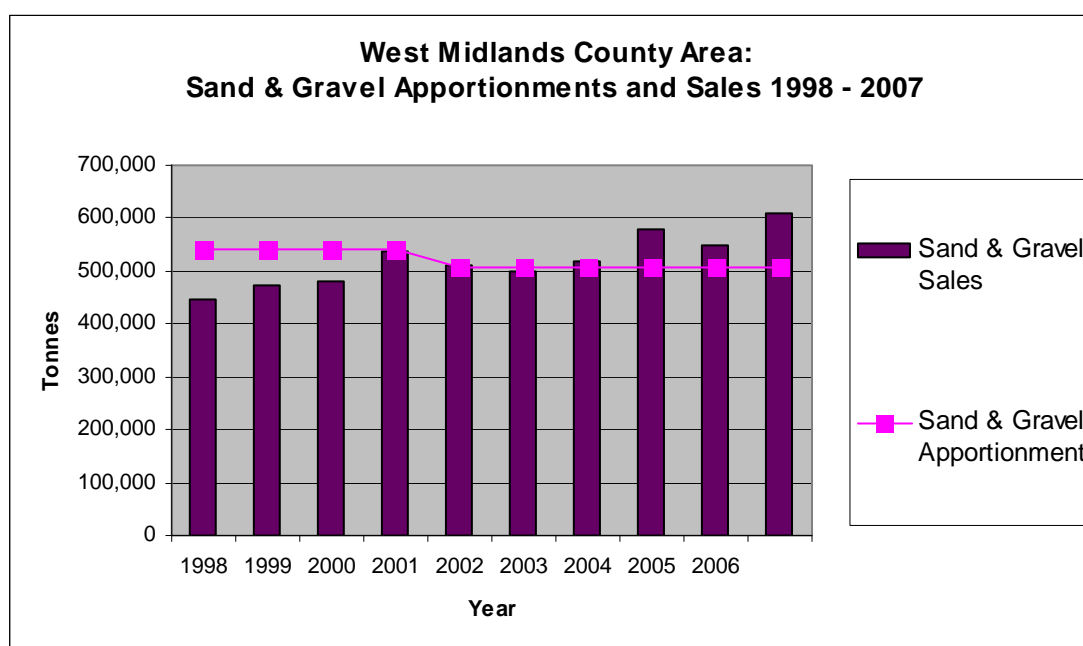 West Midlands County Area:
Sand & Gravel Apportionments and Sales 1998 - 2007
700,000
600,000
500,000
400,000
300,000
200,000
100,000
0
Tonnes
1998 1999 2000 2001 2002 2003 2004 2005 2006
Year
Sand & Gravel
Sales
Sand & Gravel
Apportionment